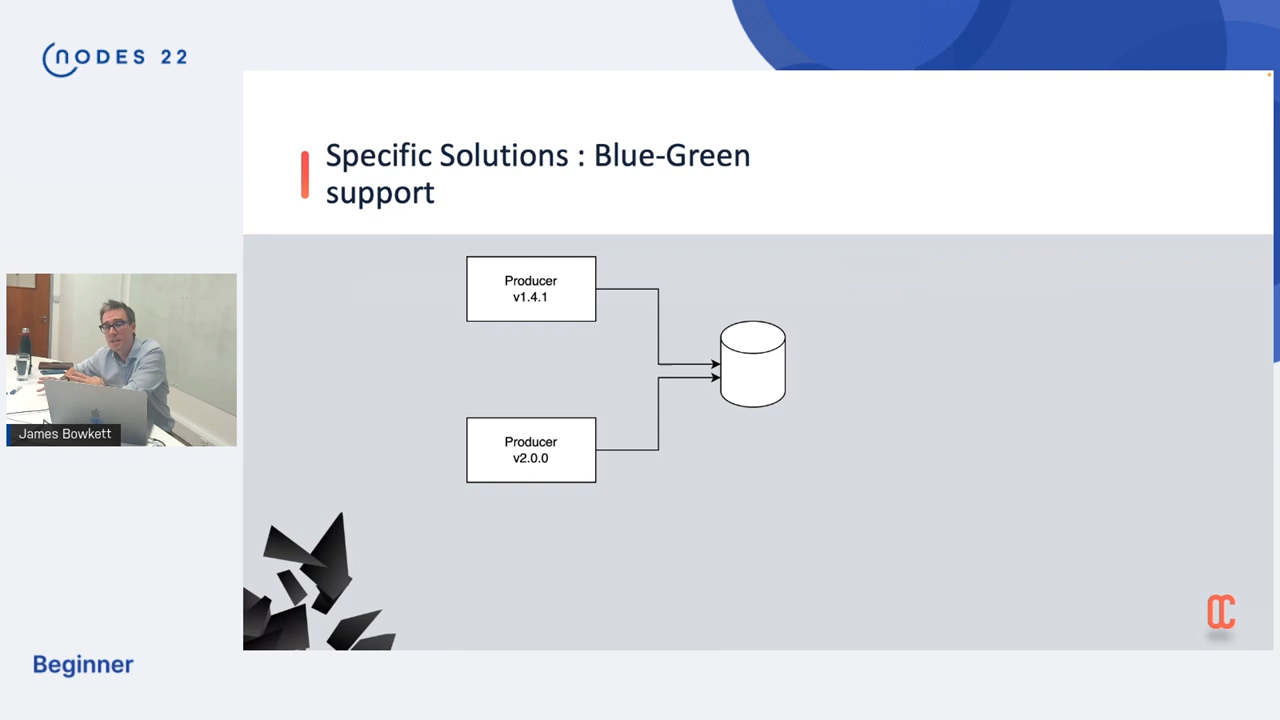 NODES 22
Specific Solutions : Blue-Green
support
Producer
v1.4.1
Producer
v2.0.0
James Bowkett
Beginner